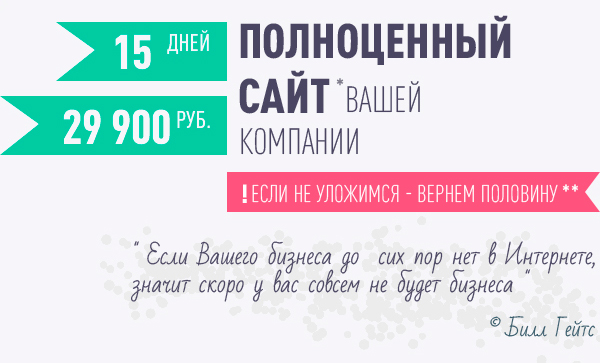 15 ДНЕЙ
29 900 РУБ.
ПОЛНОЦЕННЫЙ
САЙТ *ВАШЕЙ
КОМПАНИИ
! ЕСЛИ НЕ УЛОЖИМСЯ - ВЕРНЕМ ПОЛОВИНУ **
" Если Вашего бизнеса до сих пор нет в Интернете,
значит скоро у вас совсем не будет бизнеса "
© Билл Гейтс